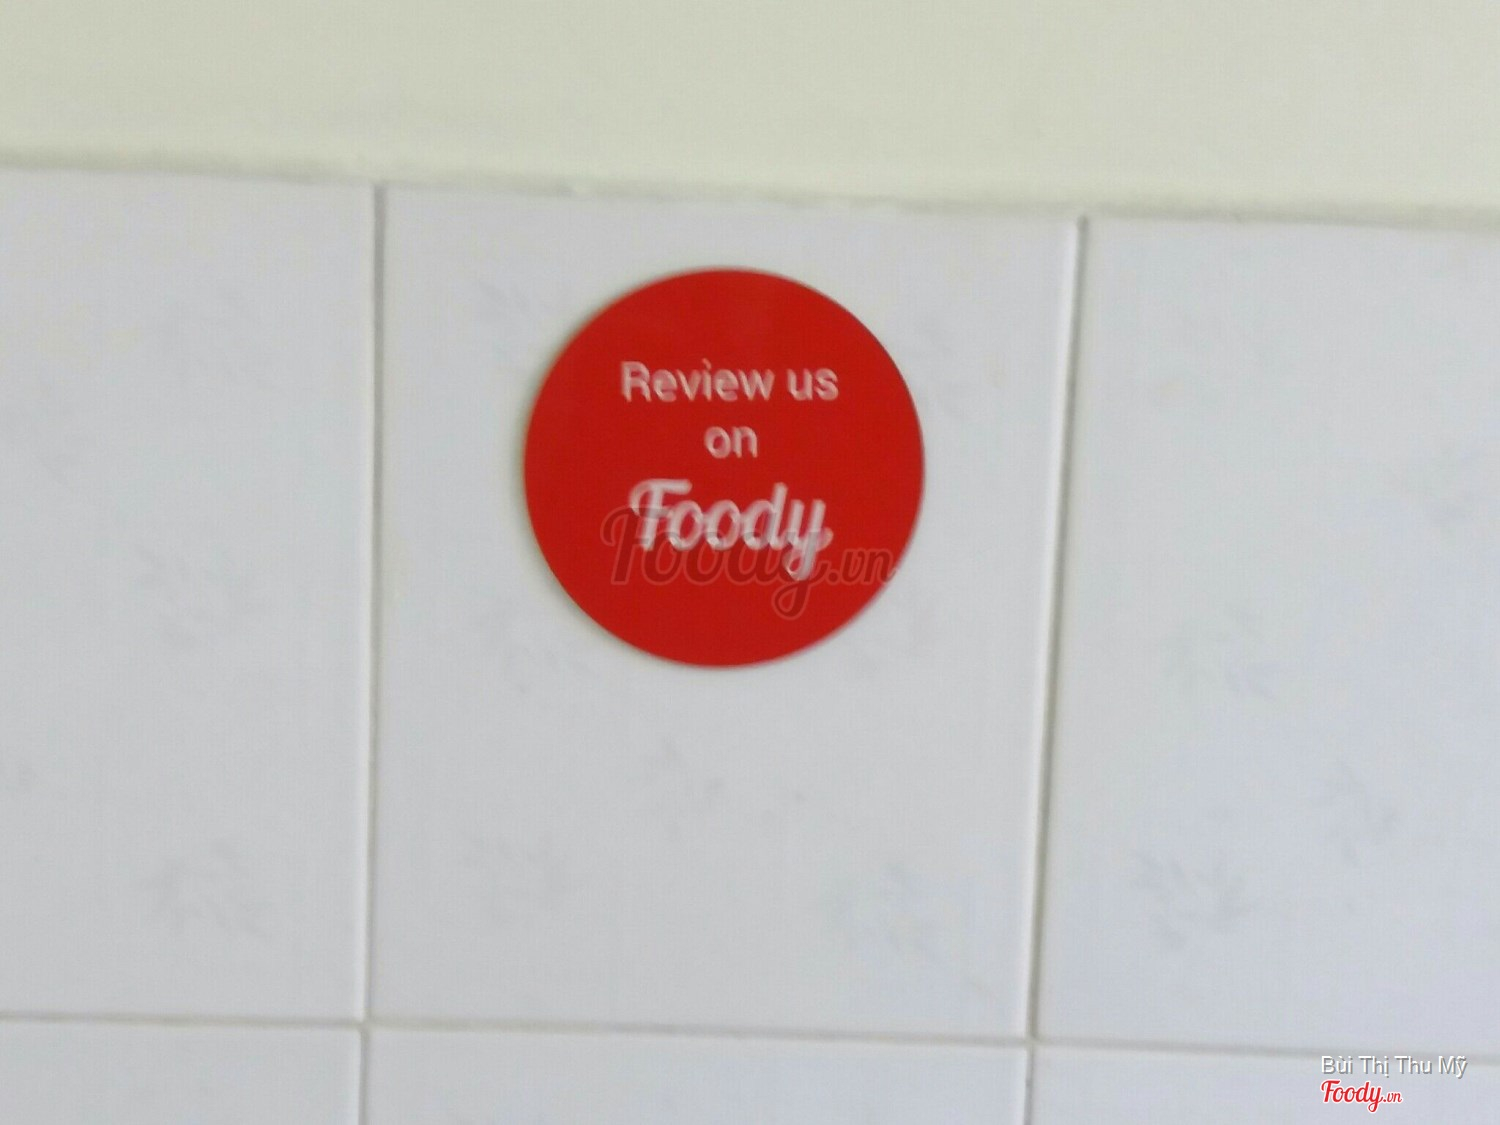 Review us
on
Foody
Foody.vn
Bùi Thị Thu Mỹ
Foody.vn